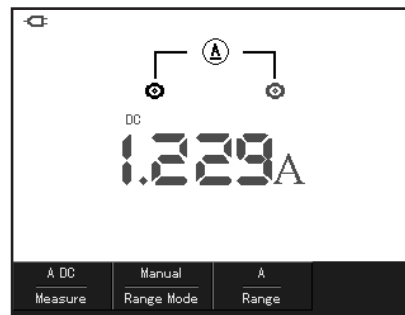 A
DC
1.229A
A DC Manual A
Measure Range Mode Range